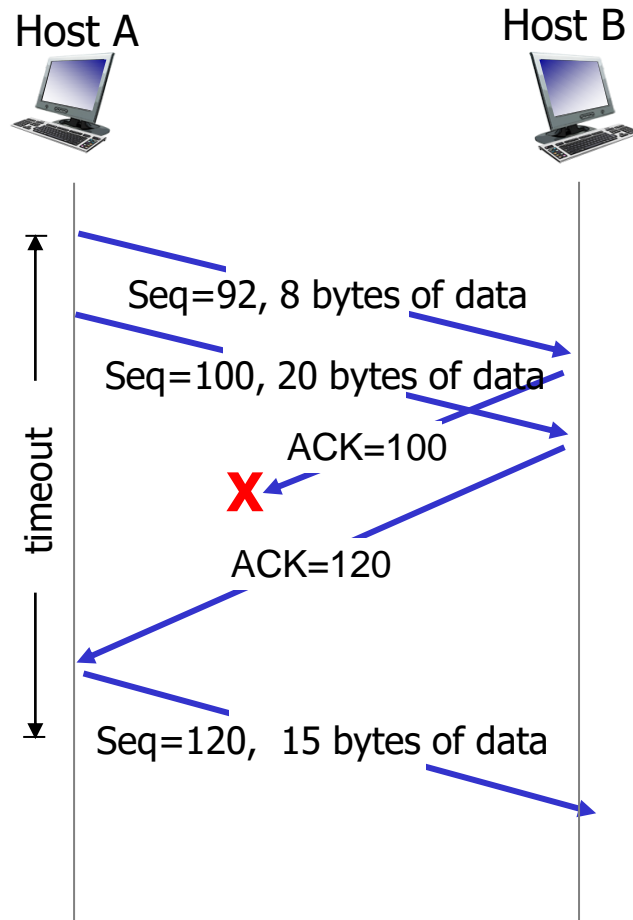 Host A
Host B
Seq=92, 8 bytes of data
Seq=100, 20 bytes of data
ACK=100
X
timeout
ACK=120
Seq=120,  15 bytes of data